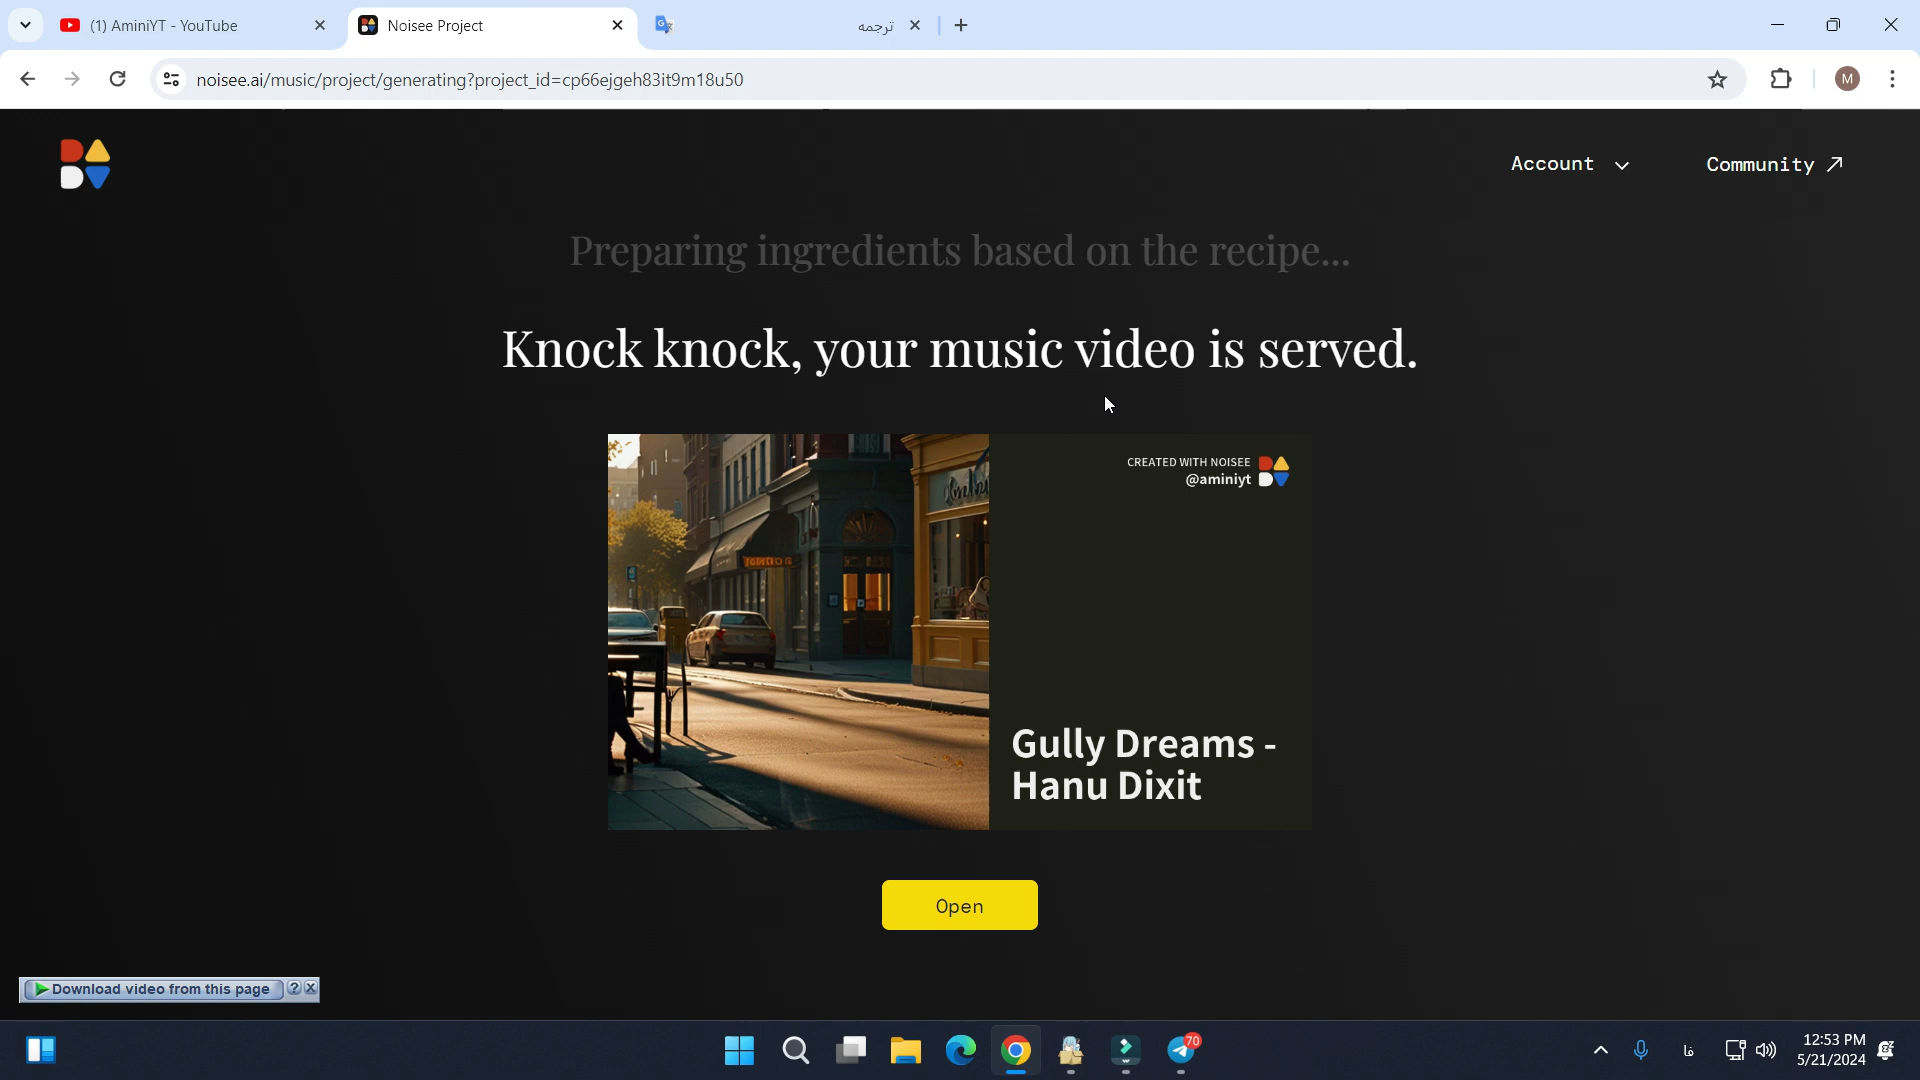 (1) AminiYT - YouTube
Noisee Project
ترجمه
noisee.ai/music/project/generating?project_id=cp66ejgeh83it9m18u50
M
Account
Community
Preparing ingredients based on the recipe...
Knock knock, your music video is served.
CREATED WITH NOISEE
@aminiyt
Gully Dreams -
Hanu Dixit
Open
Download video from this page
?
70
فا
12:53 PM
5/21/2024